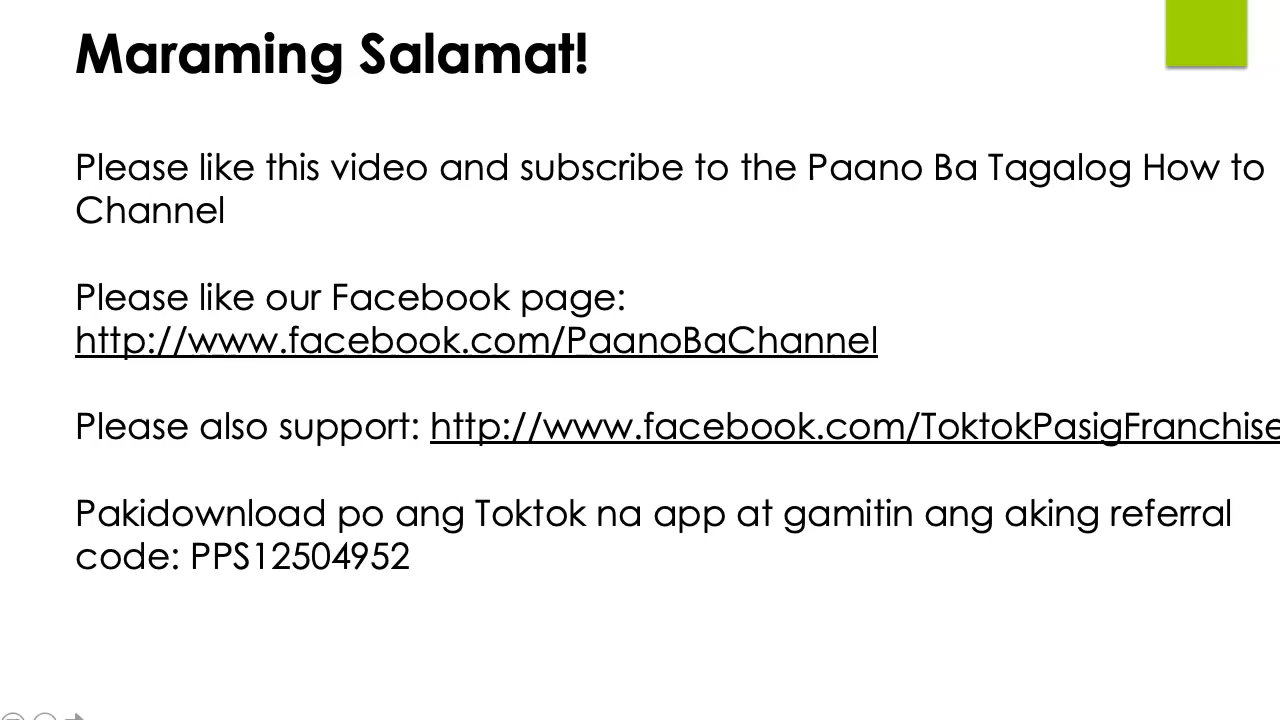 Maraming Salamat!
Please like this video and subscribe to the Paano Ba Tagalog How to
Channel
Please like our Facebook page:
http://www.facebook.com/PaanoBaChannel
Please also support: http://www.facebook.com/ToktokPasigFranchise
Pakidownload po ang Toktok na app at gamitin ang aking referral
code: PPS12504952